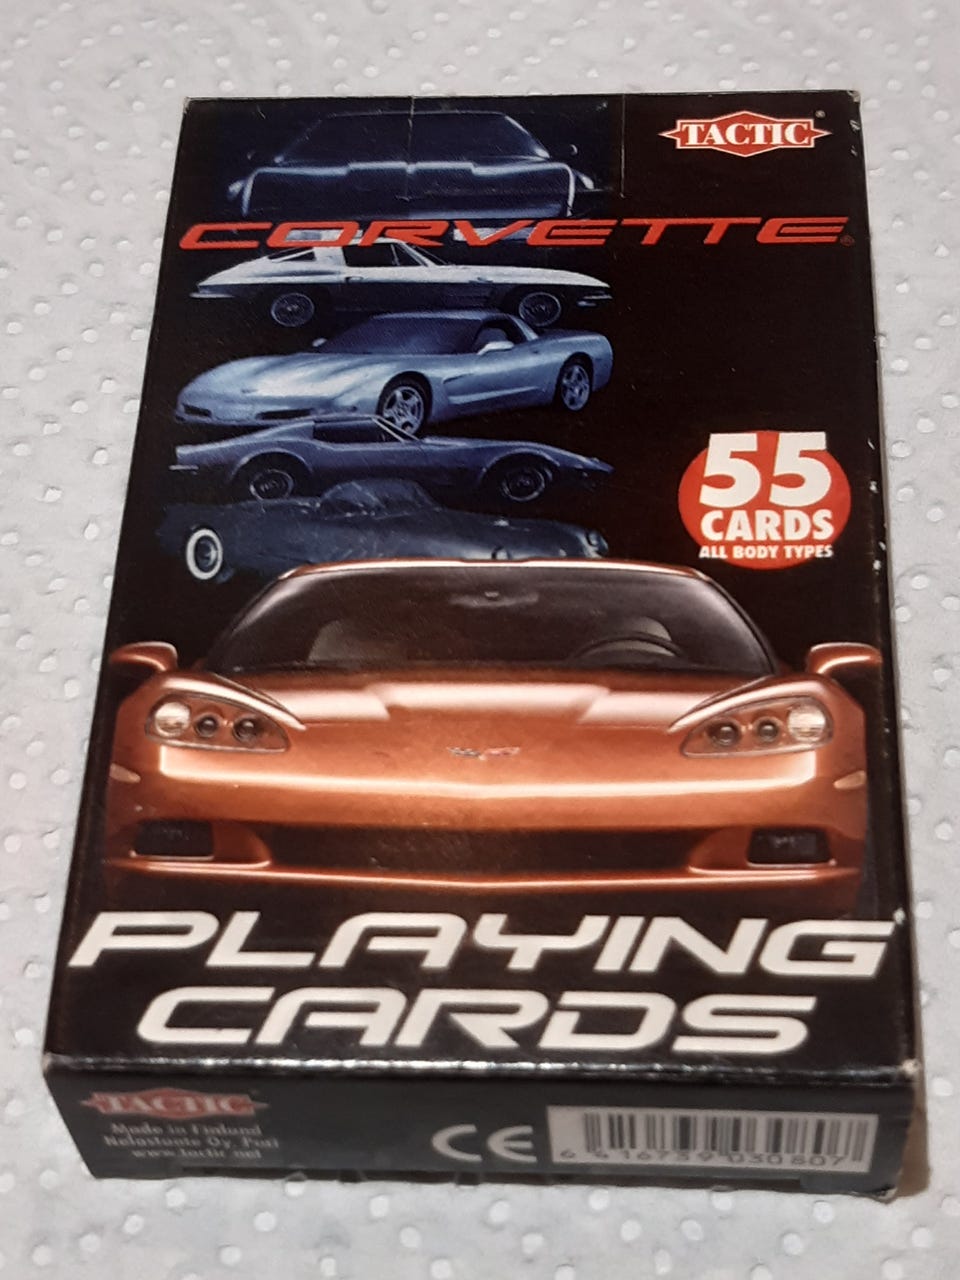 TACTIC®
CORVETTE®
55
CARDS
ALL BODY TYPES
PLAYING
CARDS
TACTIC
Made in Finland
Nelostuote Oy, Pori
www.tactic.net
CE
6 416739 030807